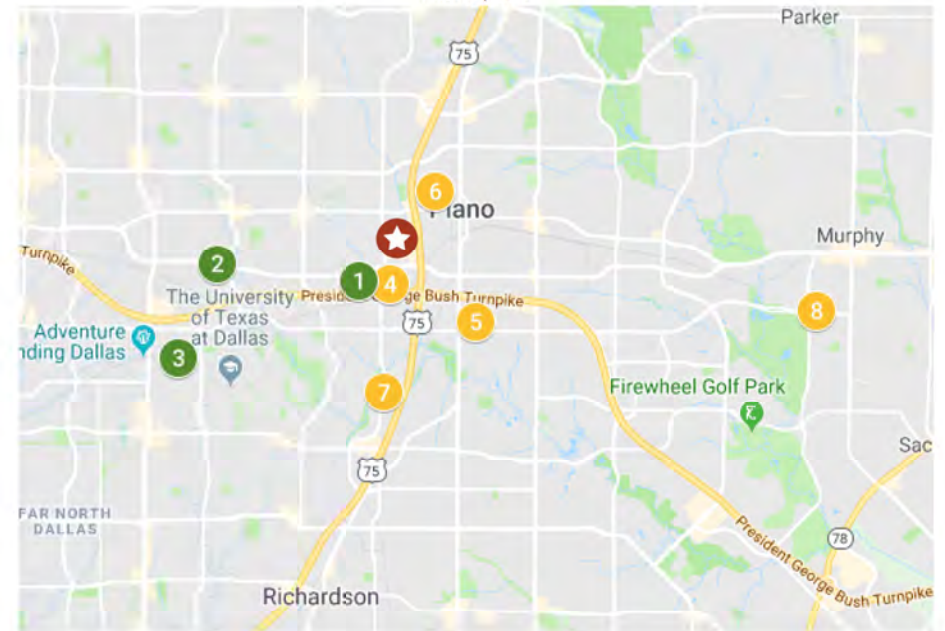 Parker
75
6
Plano
Murphy
Turnpike
2
1
4
The University
of Texas
at Dallas
President George Bush Turnpike
8
5
75
Adventure
nding Dallas
3
7
Firewheel Golf Park
75
Sac
FAR NORTH
DALLAS
78
President George Bush Turnpike
Richardson